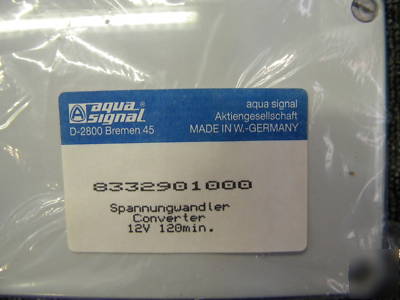 aqua signal
D-2800 Bremen 45
aqua signal
Aktiengesellschaft
MADE IN W.-GERMANY
8332901000
Spannungwandler
Converter
12V 120min.